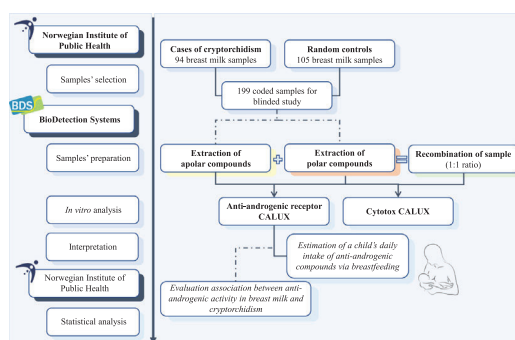 Norwegian Institute of
Public Health
Samples' selection
BDS
BioDetection Systems
Samples' preparation
In vitro analysis
Interpretation
Norwegian Institute of
Public Health
Statistical analysis
Cases of cryptorchidism
94 breast milk samples
Random controls
105 breast milk samples
199 coded samples for
blinded study
Extraction of
apolar compounds
+
Extraction of
polar compounds
=
Recombination of sample
(1:1 ratio)
Anti-androgenic receptor
CALUX
Cytotox CALUX
Estimation of a child's daily
intake of anti-androgenic
compounds via breastfeeding
Evaluation association between anti-
androgenic activity in breast milk and
cryptorchidism